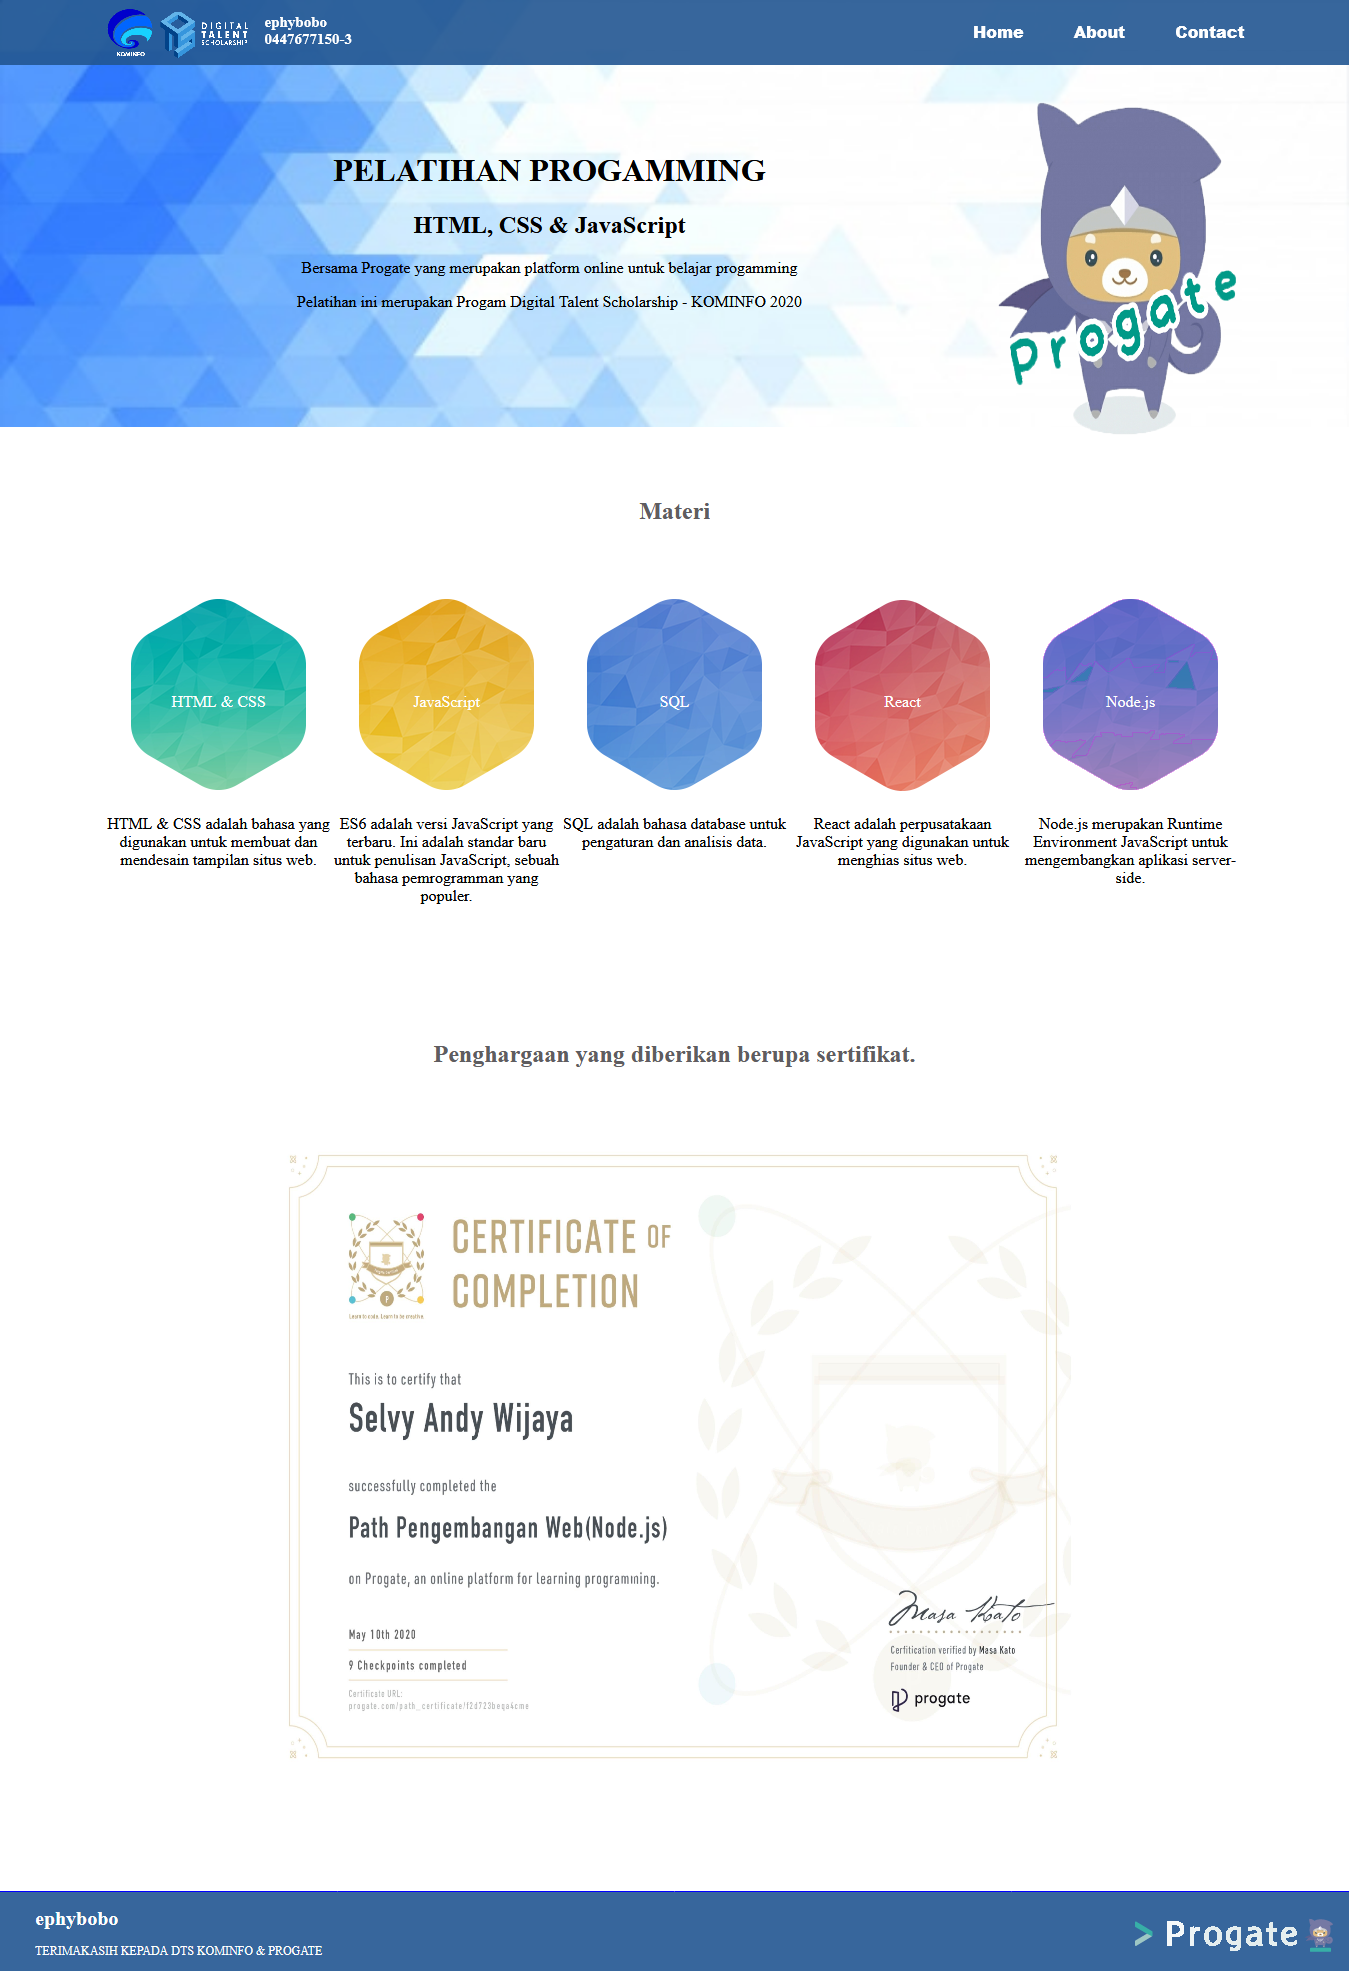 KOMINFO
DIGITAL
TALENT
SCHOLARSHIP
ephybobo
0447677150-3
Home
About
Contact
PELATIHAN PROGAMMING
HTML, CSS & JavaScript
Bersama Progate yang merupakan platform online untuk belajar progamming
Pelatihan ini merupakan Progam Digital Talent Scholarship - KOMINFO 2020
progate
Materi
HTML & CSS
JavaScript
SQL
React
Node.js
HTML & CSS adalah bahasa yang
digunakan untuk membuat dan
mendesain tampilan situs web.
ES6 adalah versi JavaScript yang
terbaru. Ini adalah standar baru
untuk penulisan JavaScript, sebuah
bahasa pemrogramman yang
populer.
SQL adalah bahasa database untuk
pengaturan dan analisis data.
React adalah perpusatakaan
JavaScript yang digunakan untuk
menghias situs web.
Node.js merupakan Runtime
Environment JavaScript untuk
mengembangkan aplikasi server-
side.
Penghargaan yang diberikan berupa sertifikat.
CERTIFICATE OF
COMPLETION
Learn to code. Learn to be creative.
This is to certify that
Selvy Andy Wijaya
successfully completed the
Path Pengembangan Web(Node.js)
on Progate, an online platform for learning programming.
May 10th 2020
9 Checkpoints completed
Certificate URL:
progate.com/path_certificate/f2d723beqa4cme
Masa Kato
Cerfitication verified by Masa Kato
Founder & CEO of Progate
progate
ephybobo
TERIMAKASIH KEPADA DTS KOMINFO & PROGATE
> Progate